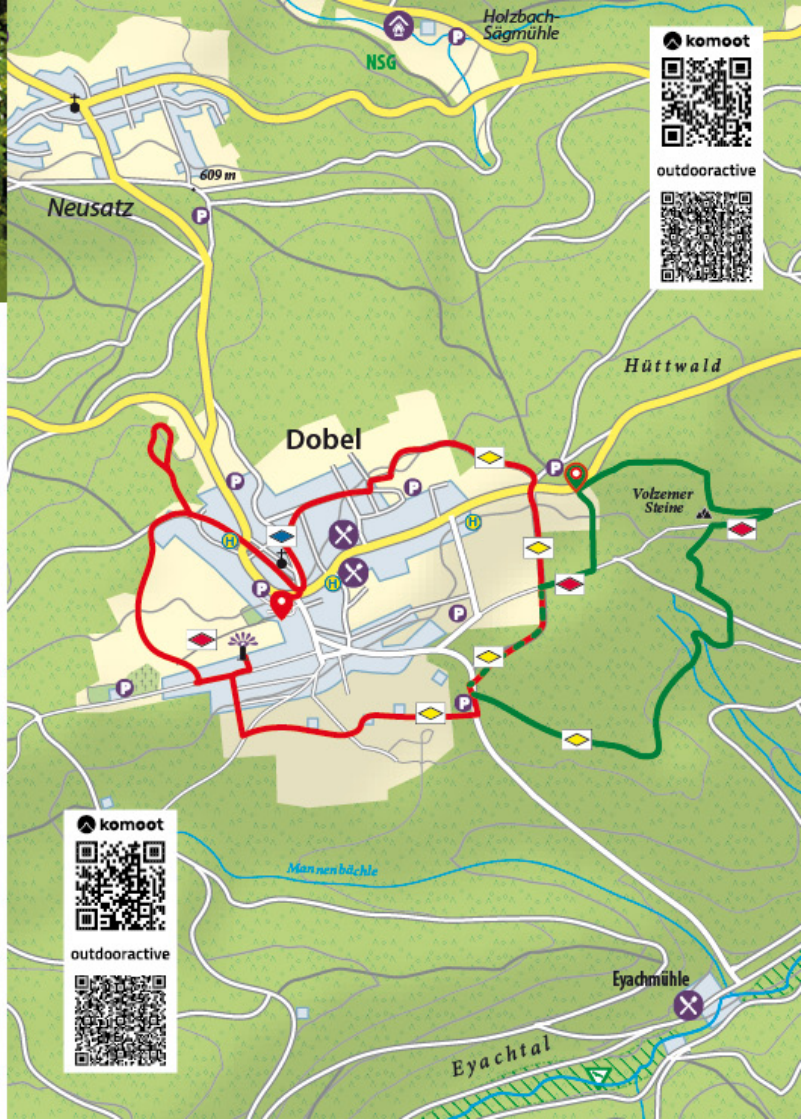 Holzbach-
Sägmühle
P
NSG
komoot
outdooractive
609 m
Neusatz
P
Hüttwald
Dobel
P
P
P
Volzemer
Steine
H
H
P
H
P
P
P
komoot
outdooractive
Mannenbächle
Eyachmühle
Eyachtal